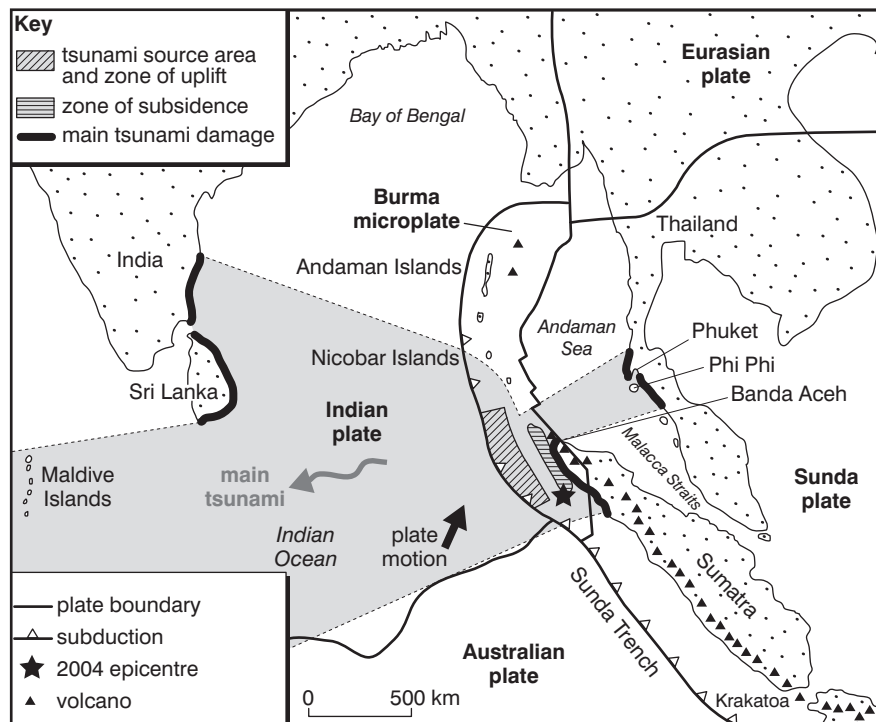 Key
tsunami source area
and zone of uplift
zone of subsidence
main tsunami damage
Eurasian
plate
Bay of Bengal
Burma
microplate
Thailand
India
Andaman Islands
Andaman
Sea
Phuket
Nicobar Islands
Phi Phi
Sri Lanka
Banda Aceh
Indian
plate
Malacca Straits
Maldive
Islands
main
tsunami
Sunda
plate
Indian
Ocean
plate
motion
Sumatra
Sunda Trench
plate boundary
subduction
2004 epicentre
volcano
Australian
plate
0 500 km
Krakatoa